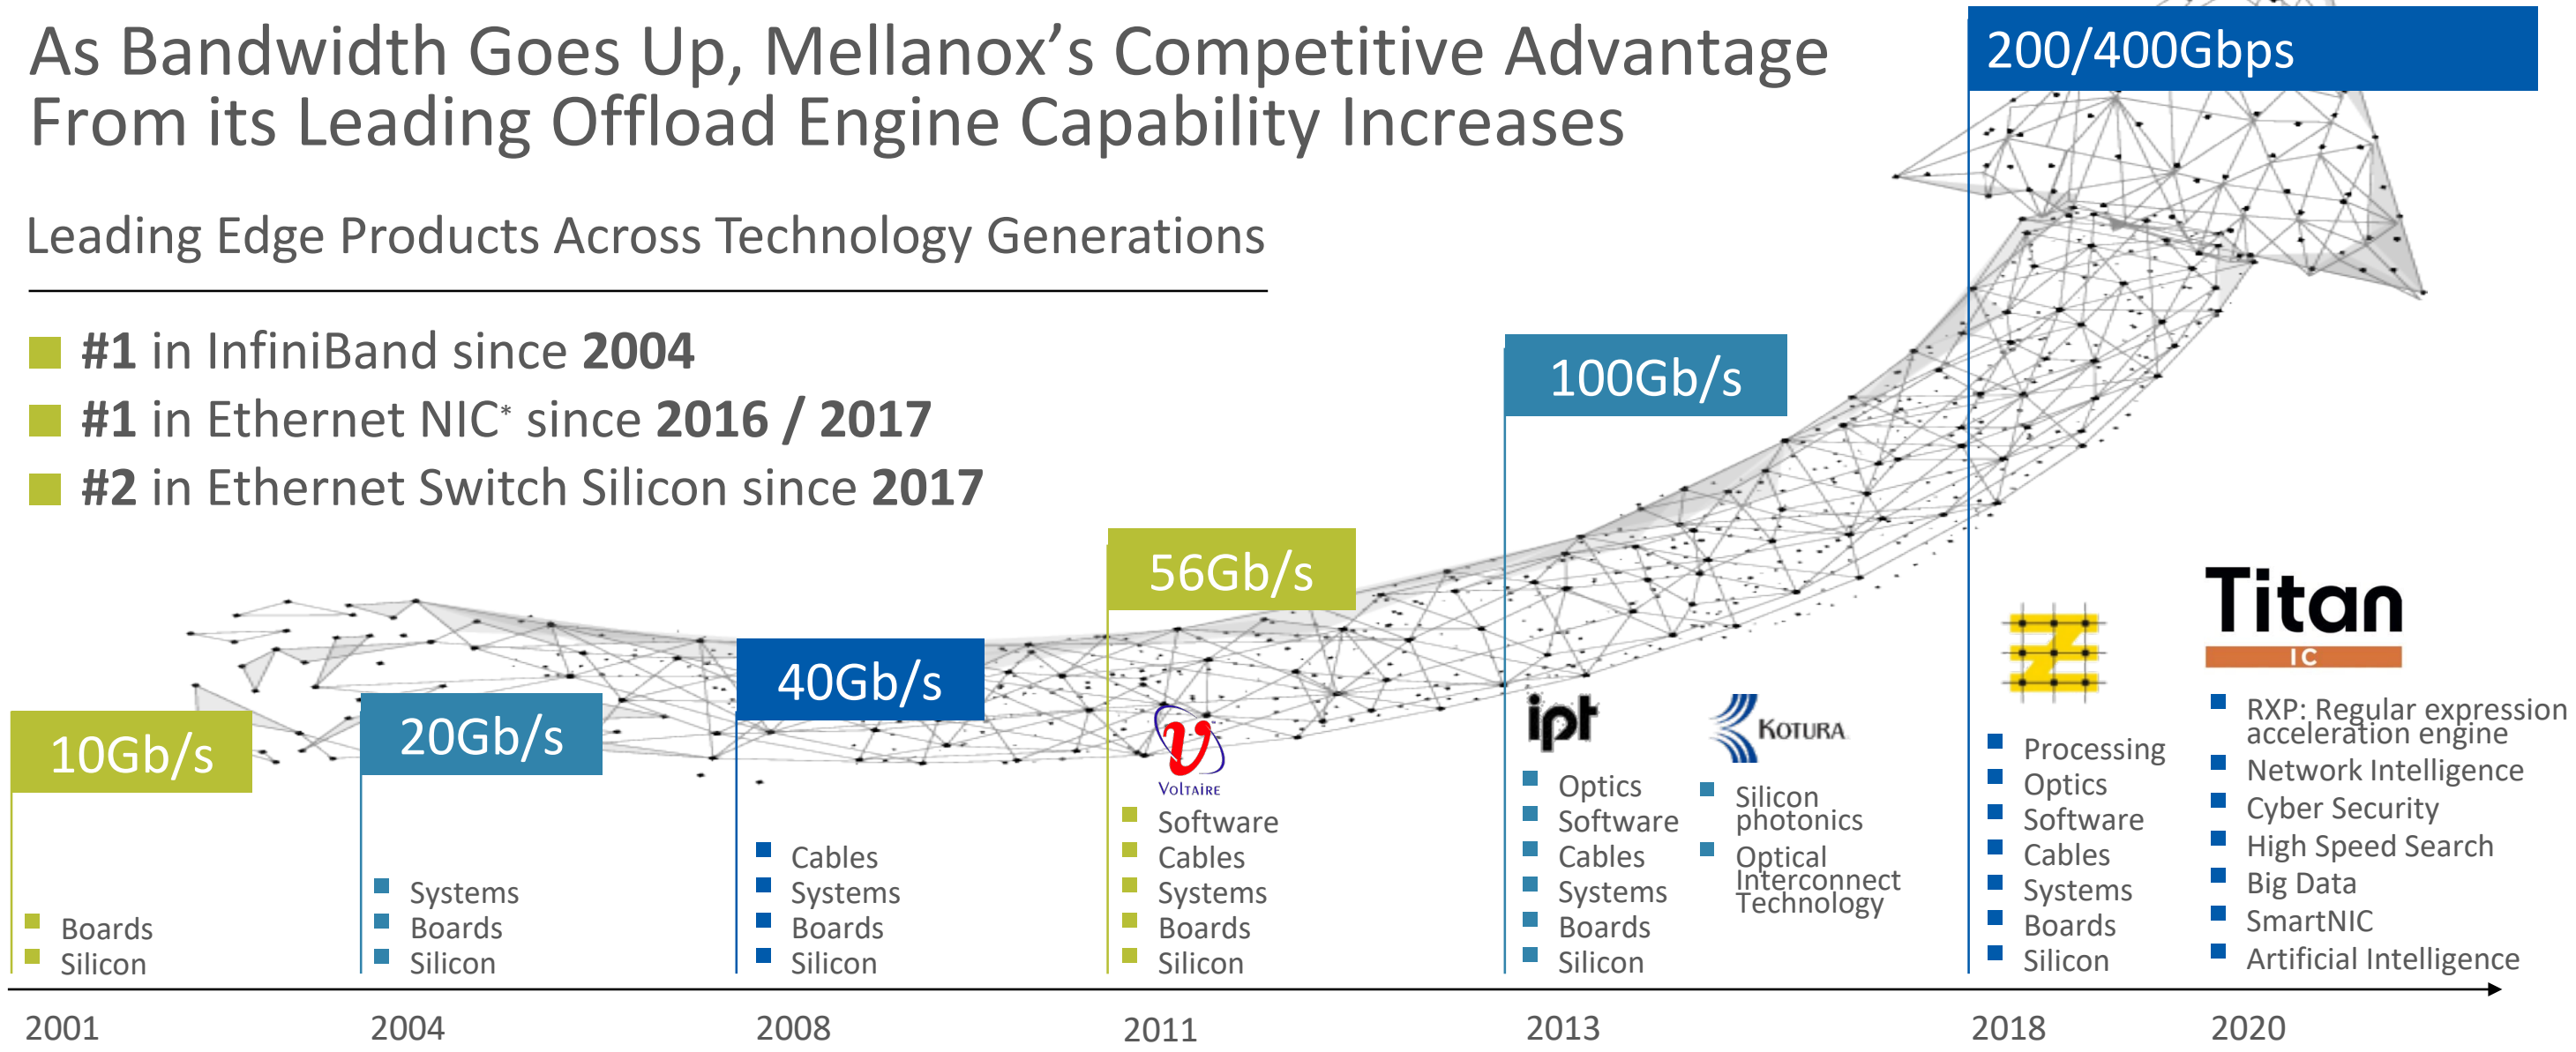 As Bandwidth Goes Up, Mellanox’s Competitive Advantage
From its Leading Offload Engine Capability Increases
Leading Edge Products Across Technology Generations
#1 in InfiniBand since 2004
#1 in Ethernet NIC* since 2016 / 2017
#2 in Ethernet Switch Silicon since 2017
10Gb/s
Boards
Silicon
2001
20Gb/s
Systems
Boards
Silicon
2004
40Gb/s
Cables
Systems
Boards
Silicon
2008
56Gb/s
VOLTAIRE
Software
Cables
Systems
Boards
Silicon
2011
100Gb/s
ipt
Optics
Software
Cables
Systems
Boards
Silicon
KOTURA
Silicon
photonics
Optical
Interconnect
Technology
2013
200/400Gbps
Processing
Optics
Software
Cables
Systems
Boards
Silicon
2018
Titan
IC
RXP: Regular expression
acceleration engine
Network Intelligence
Cyber Security
High Speed Search
Big Data
SmartNIC
Artificial Intelligence
2020